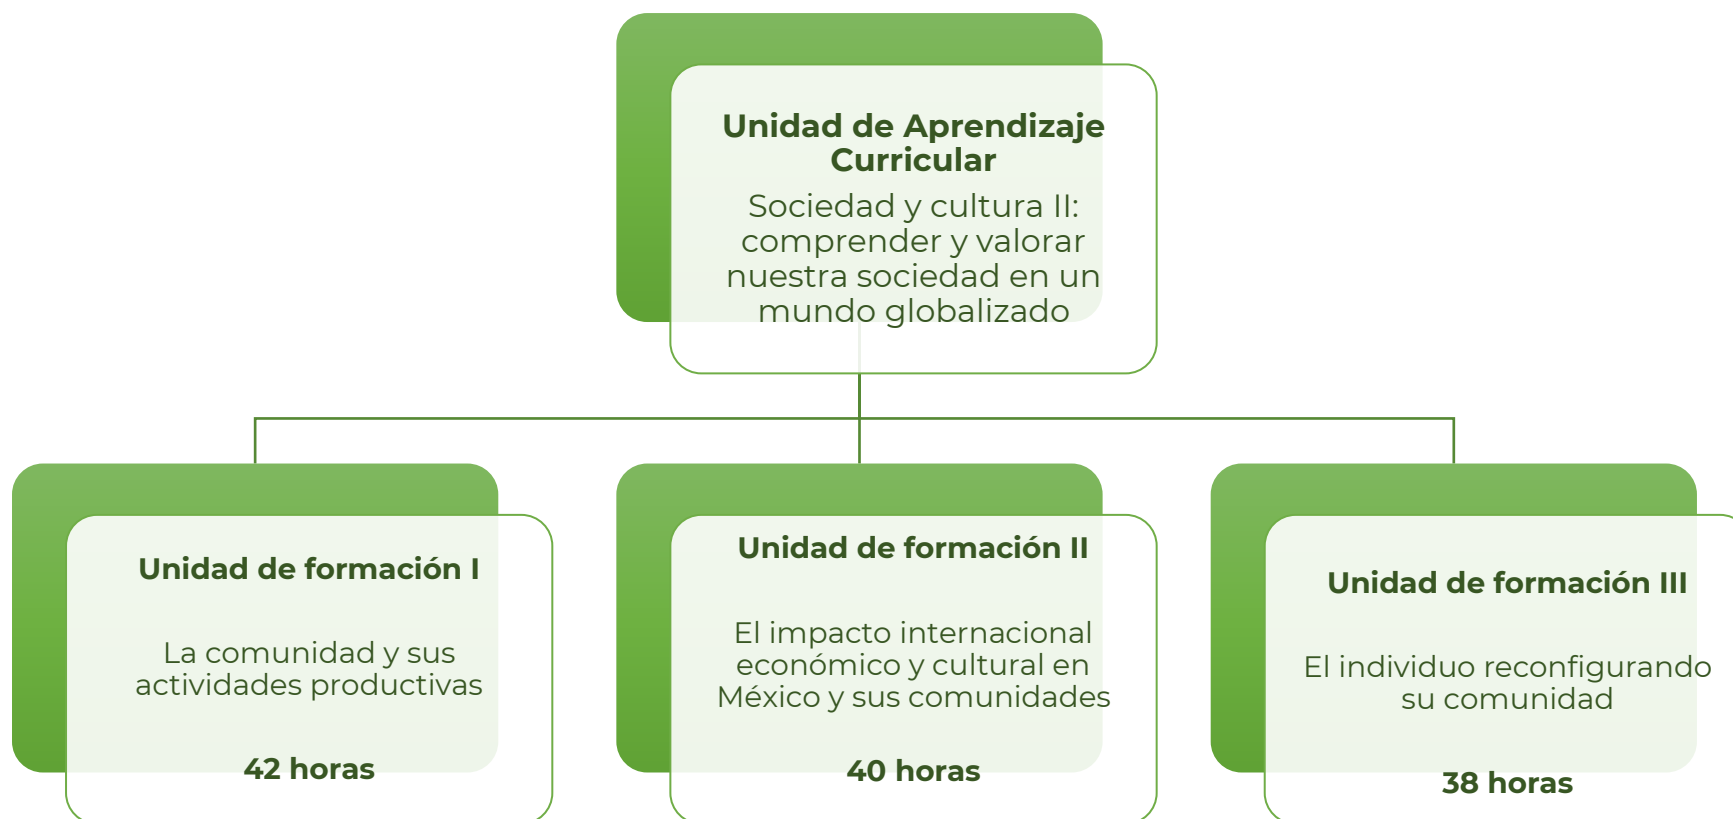 Unidad de Aprendizaje
Curricular
Sociedad y cultura II:
comprender y valorar
nuestra sociedad en un
mundo globalizado
Unidad de formación I
La comunidad y sus
actividades productivas
42 horas
Unidad de formación II
El impacto internacional
económico y cultural en
México y sus comunidades
40 horas
Unidad de formación III
El individuo reconfigurando
su comunidad
38 horas